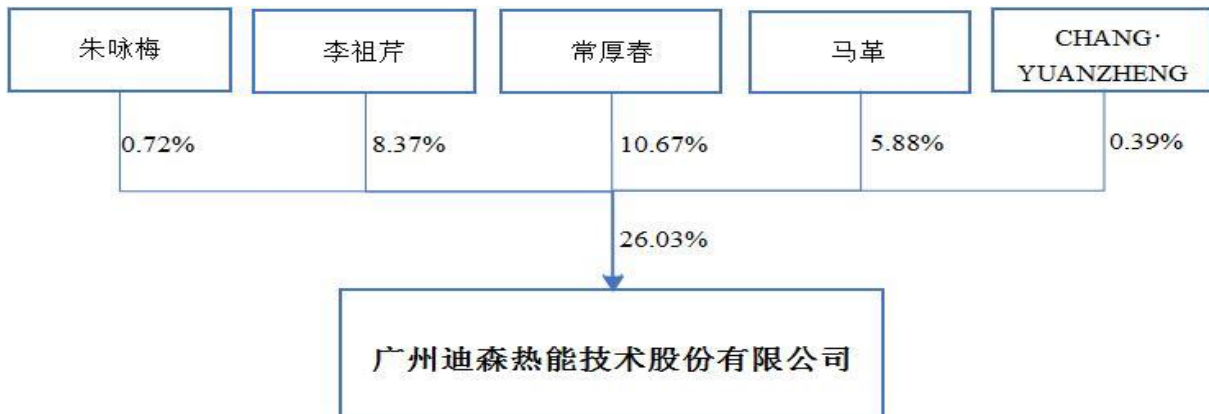 朱咏梅
李祖芹
常厚春
马革
CHANG·
YUANZHENG
0.72%
8.37%
10.67%
5.88%
0.39%
26.03%
广州迪森热能技术股份有限公司